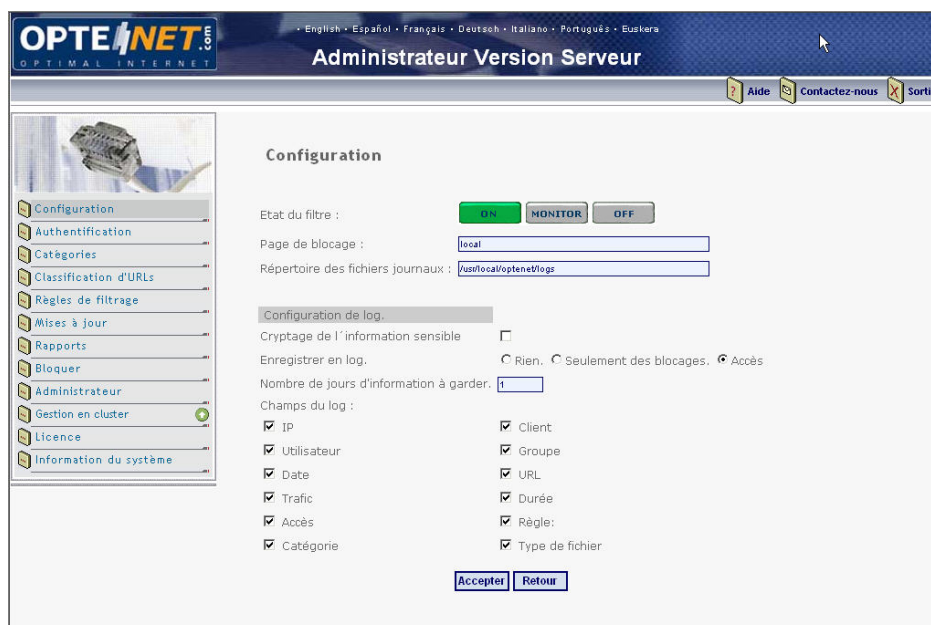 OPTENET.com
OPTIMAL INTERNET
· English · Español · Français · Deutsch · Italiano · Português · Euskera
Administrateur Version Serveur
Aide Contactez-nous Sorti
Configuration
Authentification
Catégories
Classification d'URLs
Règles de filtrage
Mises à jour
Rapports
Bloquer
Administrateur
Gestion en cluster
Licence
Information du système
Configuration
Etat du filtre : ON MONITOR OFF
Page de blocage : local
Répertoire des fichiers journaux : /usr/local/optenet/logs
Configuration de log.
Cryptage de l´information sensible
Enregistrer en log. Rien. Seulement des blocages. Accès
Nombre de jours d'information à garder. 1
Champs du log :
IP Client
Utilisateur Groupe
Date URL
Trafic Durée
Accès Règle:
Catégorie Type de fichier
Accepter Retour